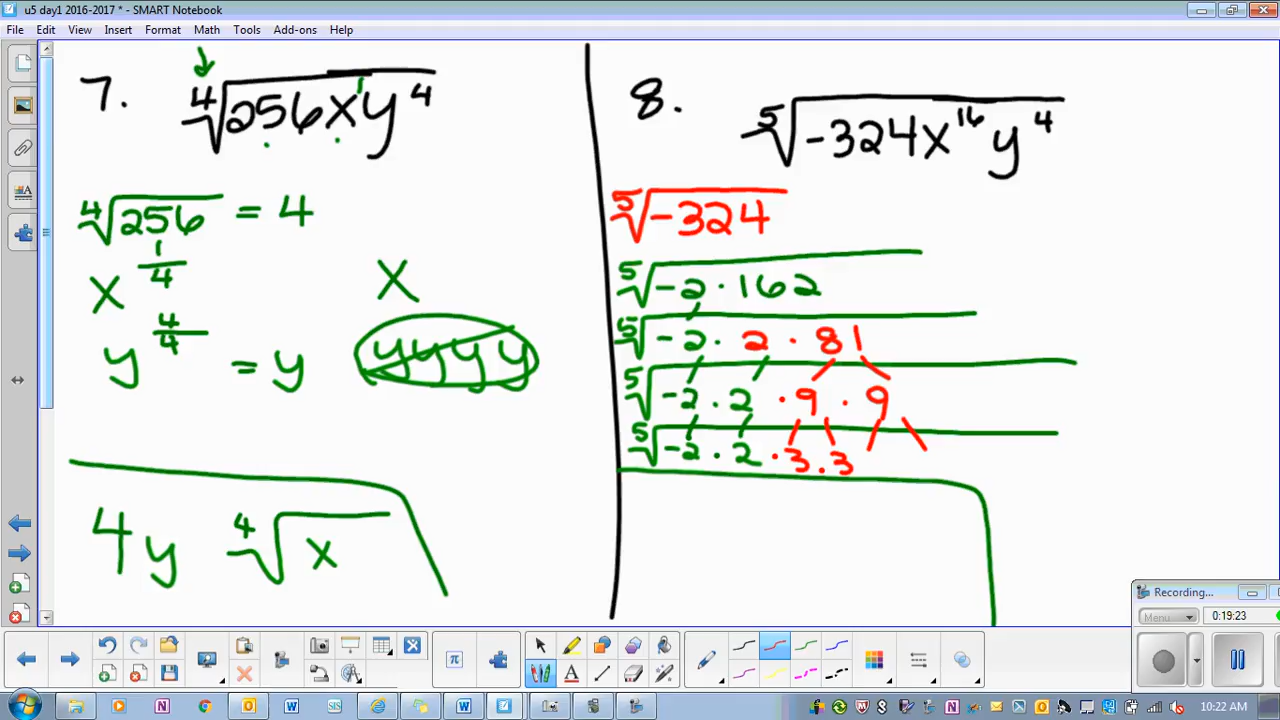 u5 day1 2016-2017 * - SMART Notebook
File Edit View Insert Format Math Tools Add-ons Help
7. ⁴√256x¹y⁴
⁴√256 = 4
x^(1/4) x
y^(4/4) = y yyyy
4y ⁴√x
8. ⁵√-324x¹⁶y⁴
⁵√-324
⁵√-2·162
⁵√-2·2·81
⁵√-2·2·9·9
⁵√-2·2·3·3
Recording...
Menu
0:19:23
10:22 AM